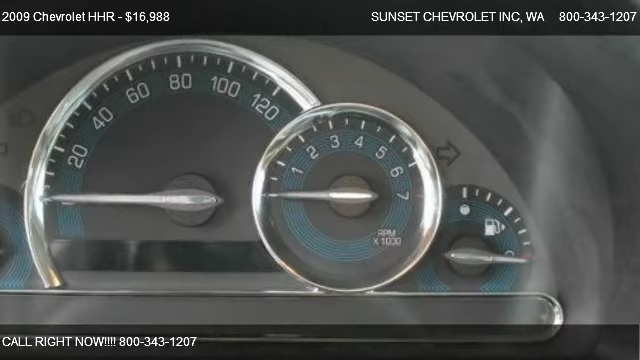 2009 Chevrolet HHR - $16,988
SUNSET CHEVROLET INC, WA 800-343-1207
20 40 60 80 100 120
1 2 3 4 5 6 7
RPM
X 1000
CALL RIGHT NOW!!!! 800-343-1207